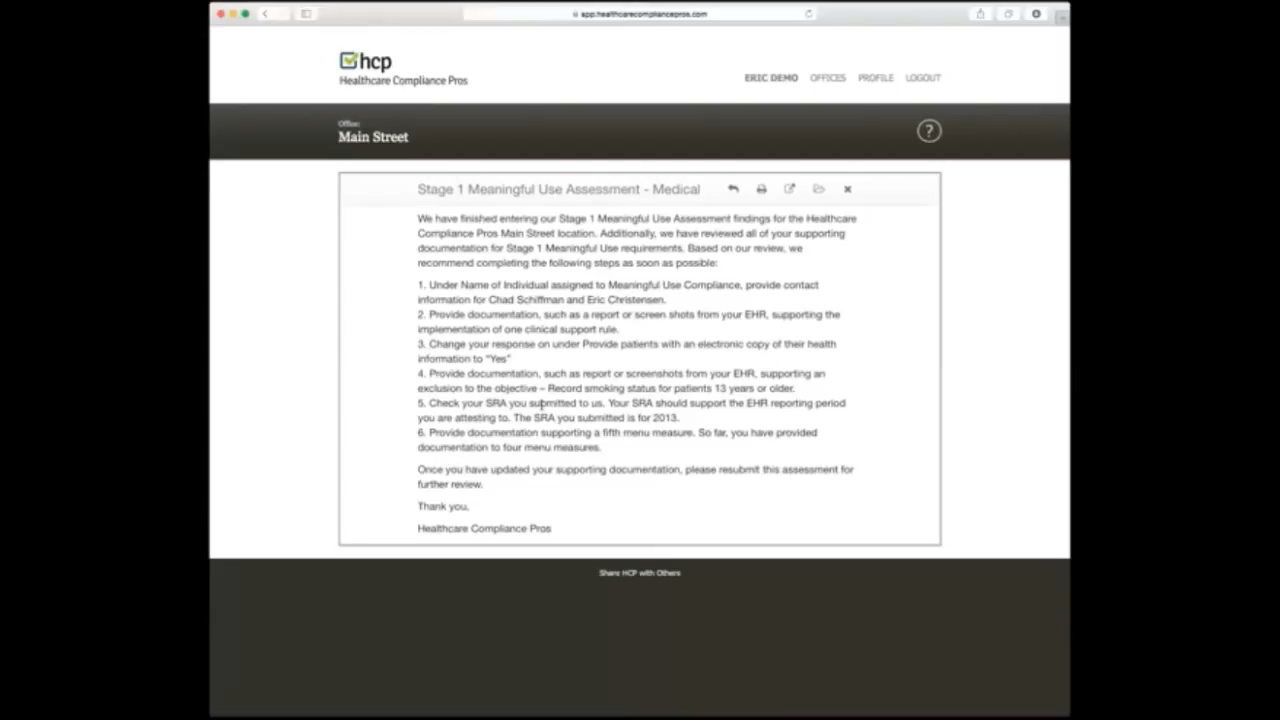 app.healthcarecompliancepros.com
hcp
Healthcare Compliance Pros
ERIC DEMO OFFICES PROFILE LOGOUT
Office:
Main Street
?
Stage 1 Meaningful Use Assessment - Medical
We have finished entering our Stage 1 Meaningful Use Assessment findings for the Healthcare
Compliance Pros Main Street location. Additionally, we have reviewed all of your supporting
documentation for Stage 1 Meaningful Use requirements. Based on our review, we
recommend completing the following steps as soon as possible:
1. Under Name of Individual assigned to Meaningful Use Compliance, provide contact
information for Chad Schiffman and Eric Christensen.
2. Provide documentation, such as a report or screen shots from your EHR, supporting the
implementation of one clinical support rule.
3. Change your response on under Provide patients with an electronic copy of their health
information to “Yes”
4. Provide documentation, such as report or screenshots from your EHR, supporting an
exclusion to the objective – Record smoking status for patients 13 years or older.
5. Check your SRA you submitted to us. Your SRA should support the EHR reporting period
you are attesting to. The SRA you submitted is for 2013.
6. Provide documentation supporting a fifth menu measure. So far, you have provided
documentation to four menu measures.
Once you have updated your supporting documentation, please resubmit this assessment for
further review.
Thank you,
Healthcare Compliance Pros
Share HCP with Others